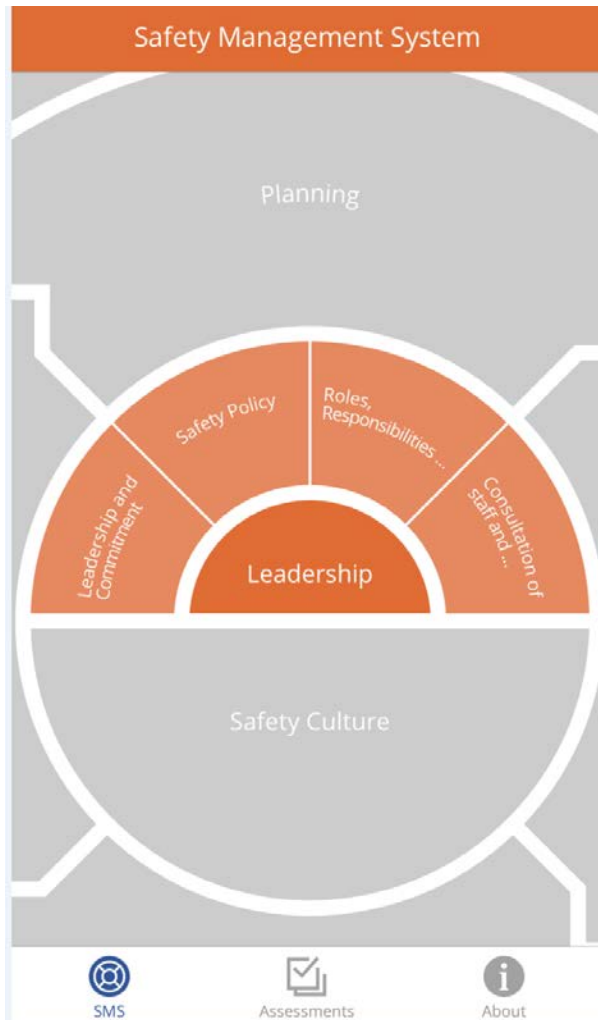 Safety Management System
Planning
Safety Policy
Roles,
Responsibilities ...
Leadership and
Commitment
Consultation of
staff and ...
Leadership
Safety Culture
SMS
Assessments
About